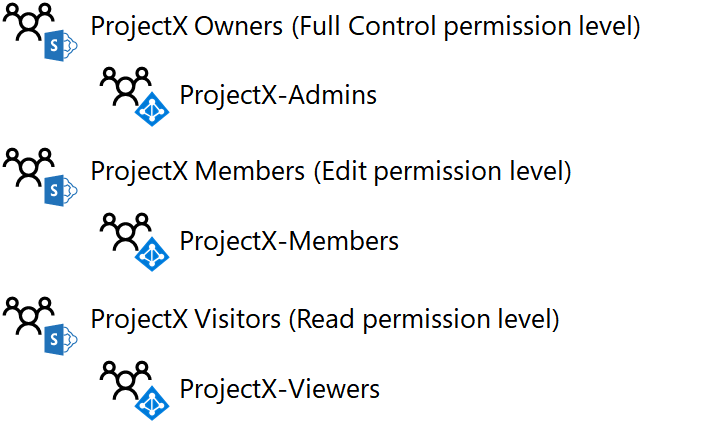 ProjectX Owners (Full Control permission level)
S
ProjectX-Admins
ProjectX Members (Edit permission level)
S
ProjectX-Members
ProjectX Visitors (Read permission level)
S
ProjectX-Viewers